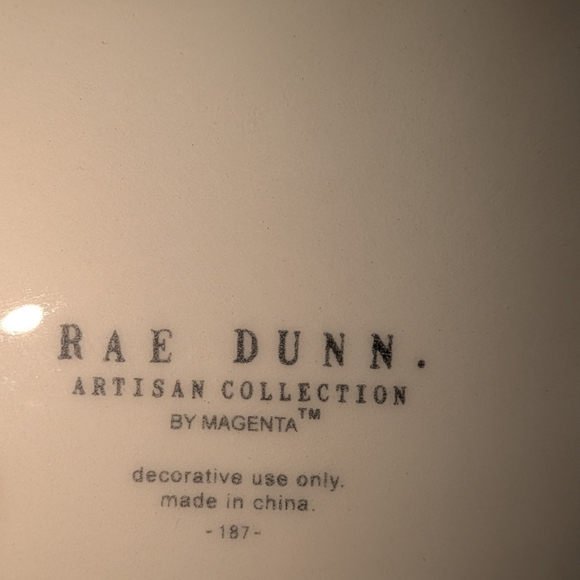 RAE DUNN.
ARTISAN COLLECTION
BY MAGENTA™
decorative use only.
made in china.
-187-